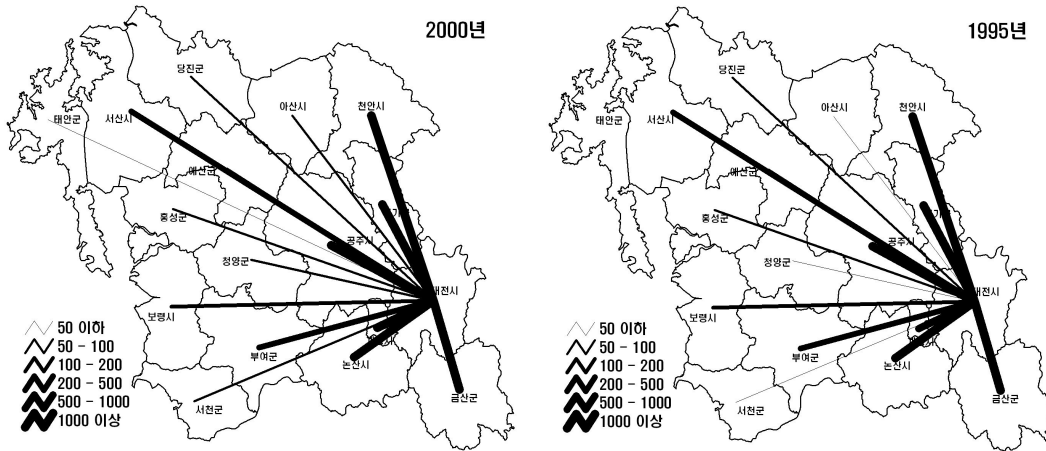 2000년
당진군
아산시
천안시
태안군
서산시
예산군
홍성군
공주시
청양군
대전시
보령시
부여군
논산시
서천군
금산군
50 이하
50 - 100
100 - 200
200 - 500
500 - 1000
1000 이상
1995년
당진군
아산시
천안시
태안군
서산시
예산군
홍성군
공주시
청양군
대전시
보령시
부여군
논산시
서천군
금산군
50 이하
50 - 100
100 - 200
200 - 500
500 - 1000
1000 이상